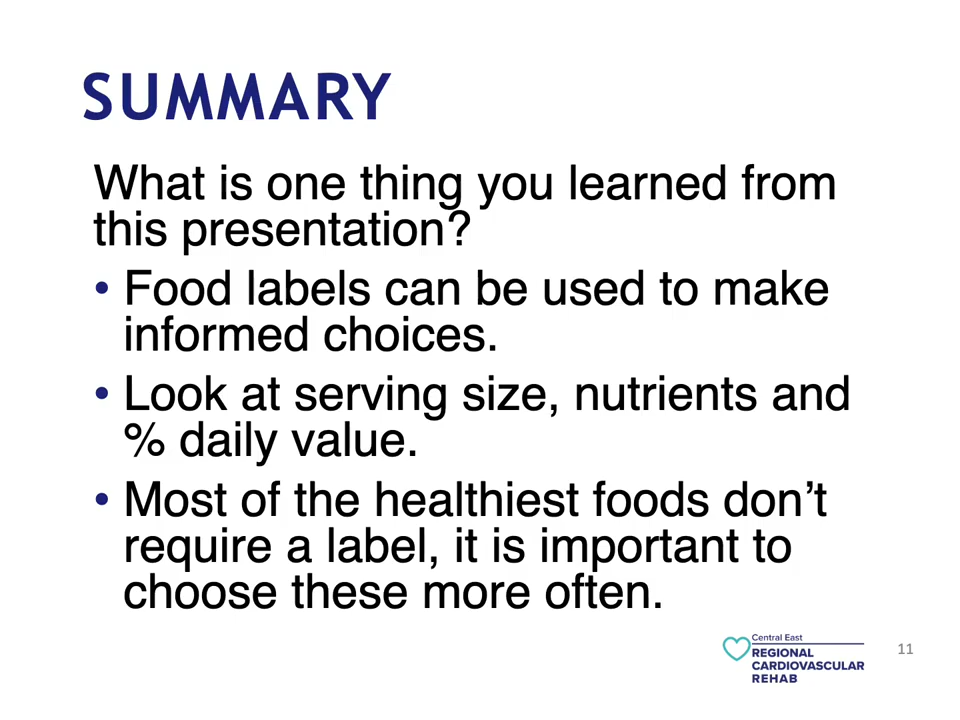 SUMMARY
What is one thing you learned from
this presentation?
• Food labels can be used to make
informed choices.
• Look at serving size, nutrients and
% daily value.
• Most of the healthiest foods don’t
require a label, it is important to
choose these more often.
Central East
REGIONAL
CARDIOVASCULAR
REHAB
11